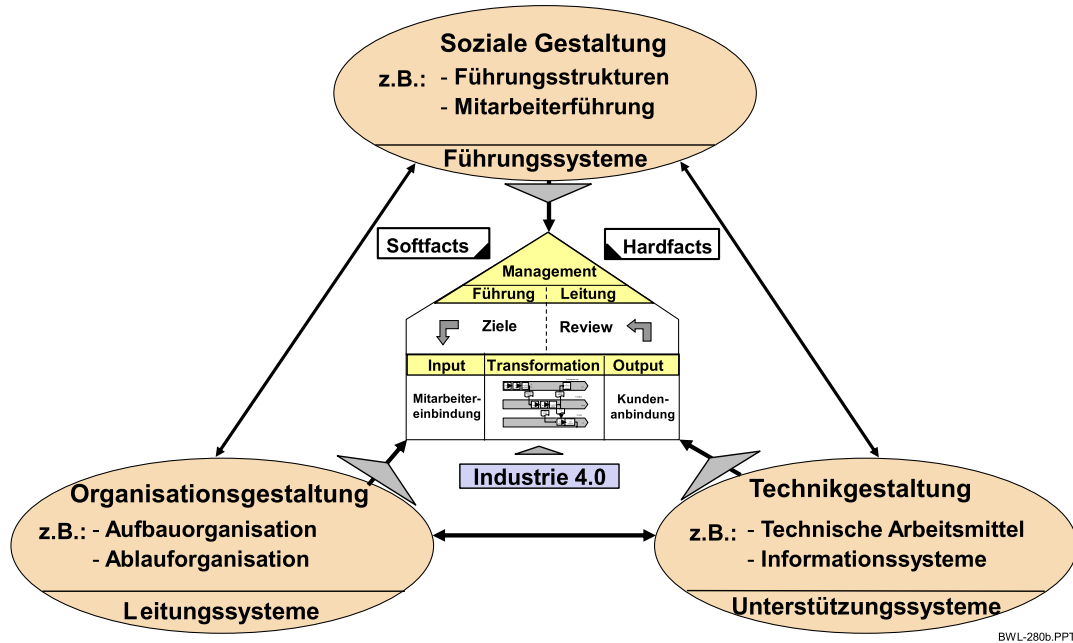 Soziale Gestaltung
z.B.: - Führungsstrukturen
- Mitarbeiterführung
Führungssysteme
Softfacts
Hardfacts
Management
Führung Leitung
Ziele Review
Input Transformation Output
Mitarbeiter-
einbindung
Kunden-
anbindung
Industrie 4.0
Organisationsgestaltung
z.B.: - Aufbauorganisation
- Ablauforganisation
Leitungssysteme
Technikgestaltung
z.B.: - Technische Arbeitsmittel
- Informationssysteme
Unterstützungssysteme
BWL-280b.PPT